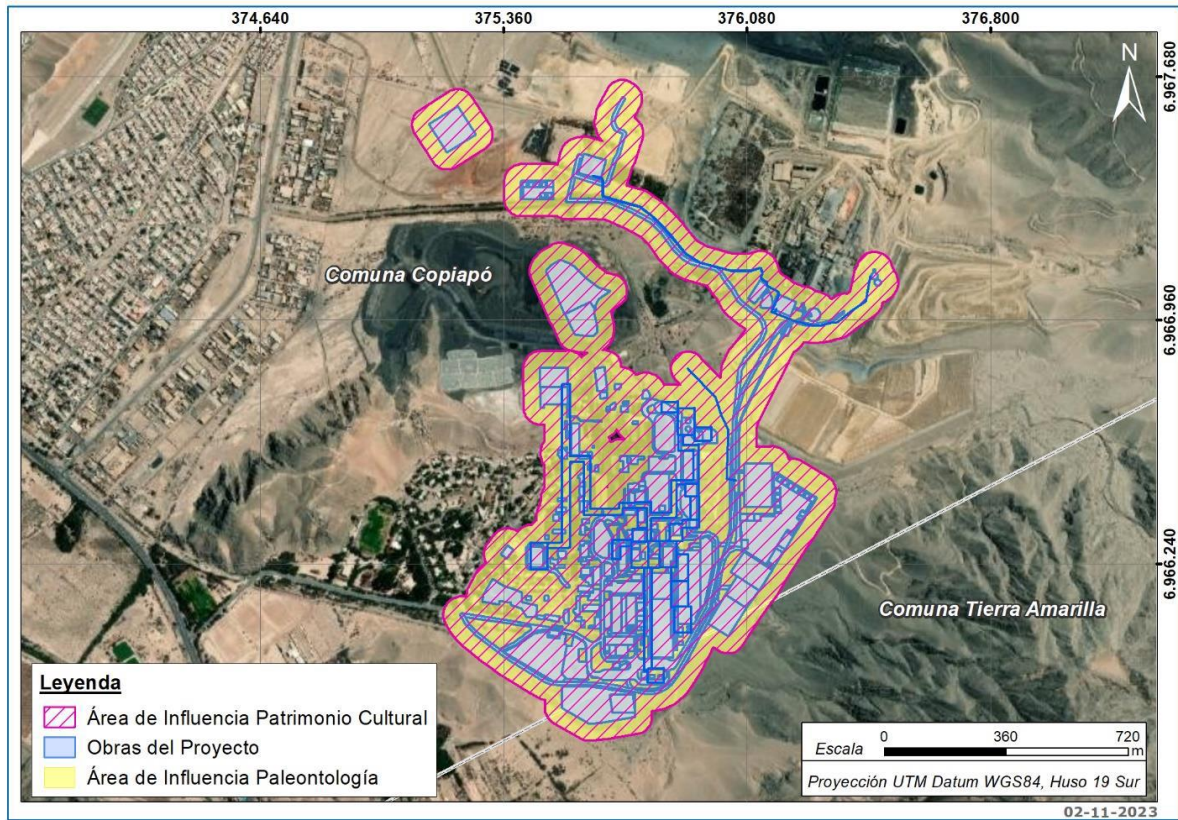 374.640 375.360 376.080 376.800
N
6.967.680
Comuna Copiapó
6.966.960
6.966.240
Comuna Tierra Amarilla
Leyenda
Área de Influencia Patrimonio Cultural
Obras del Proyecto
Área de Influencia Paleontología
0 360 720
Escala m
Proyección UTM Datum WGS84, Huso 19 Sur
02-11-2023